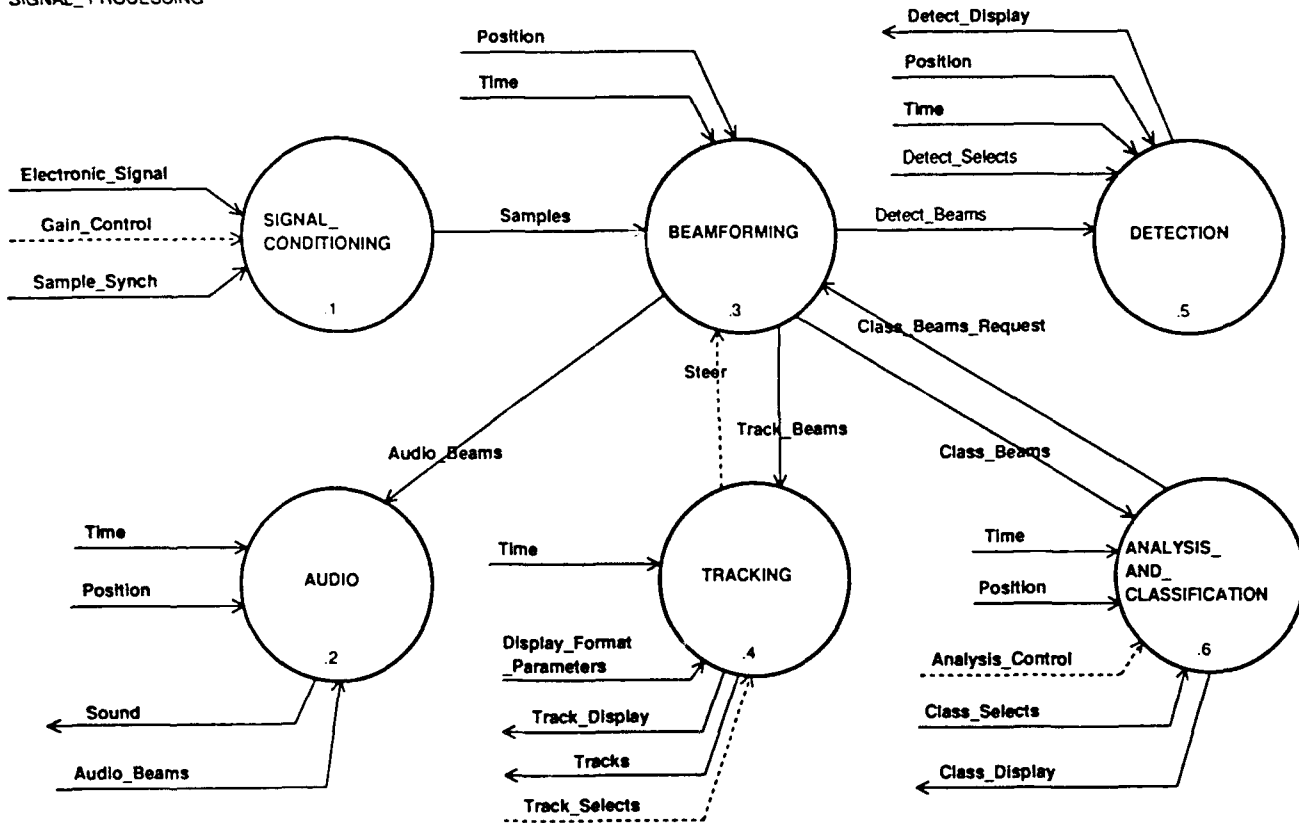 SIGNAL_PROCESSING
Position
Time
Detect_Display
Position
Time
Detect_Selects
Electronic_Signal
Gain_Control
Sample_Synch
SIGNAL_
CONDITIONING
.1
Samples
BEAMFORMING
.3
Detect_Beams
DETECTION
.5
Class_Beams_Request
Steer
Audio_Beams
Track_Beams
Class_Beams
Time
Position
AUDIO
.2
Sound
Audio_Beams
Time
TRACKING
.4
Display_Format
_Parameters
Track_Display
Tracks
Track_Selects
Time
Position
ANALYSIS_
AND_
CLASSIFICATION
.6
Analysis_Control
Class_Selects
Class_Display